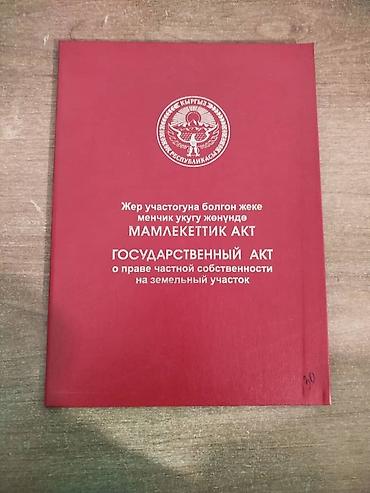 КЫРГЫЗ
РЕСПУБЛИКАСЫ
Жер участогуна болгон жеке
менчик укугу жөнүндө
МАМЛЕКЕТТИК АКТ
ГОСУДАРСТВЕННЫЙ АКТ
о праве частной собственности
на земельный участок
30